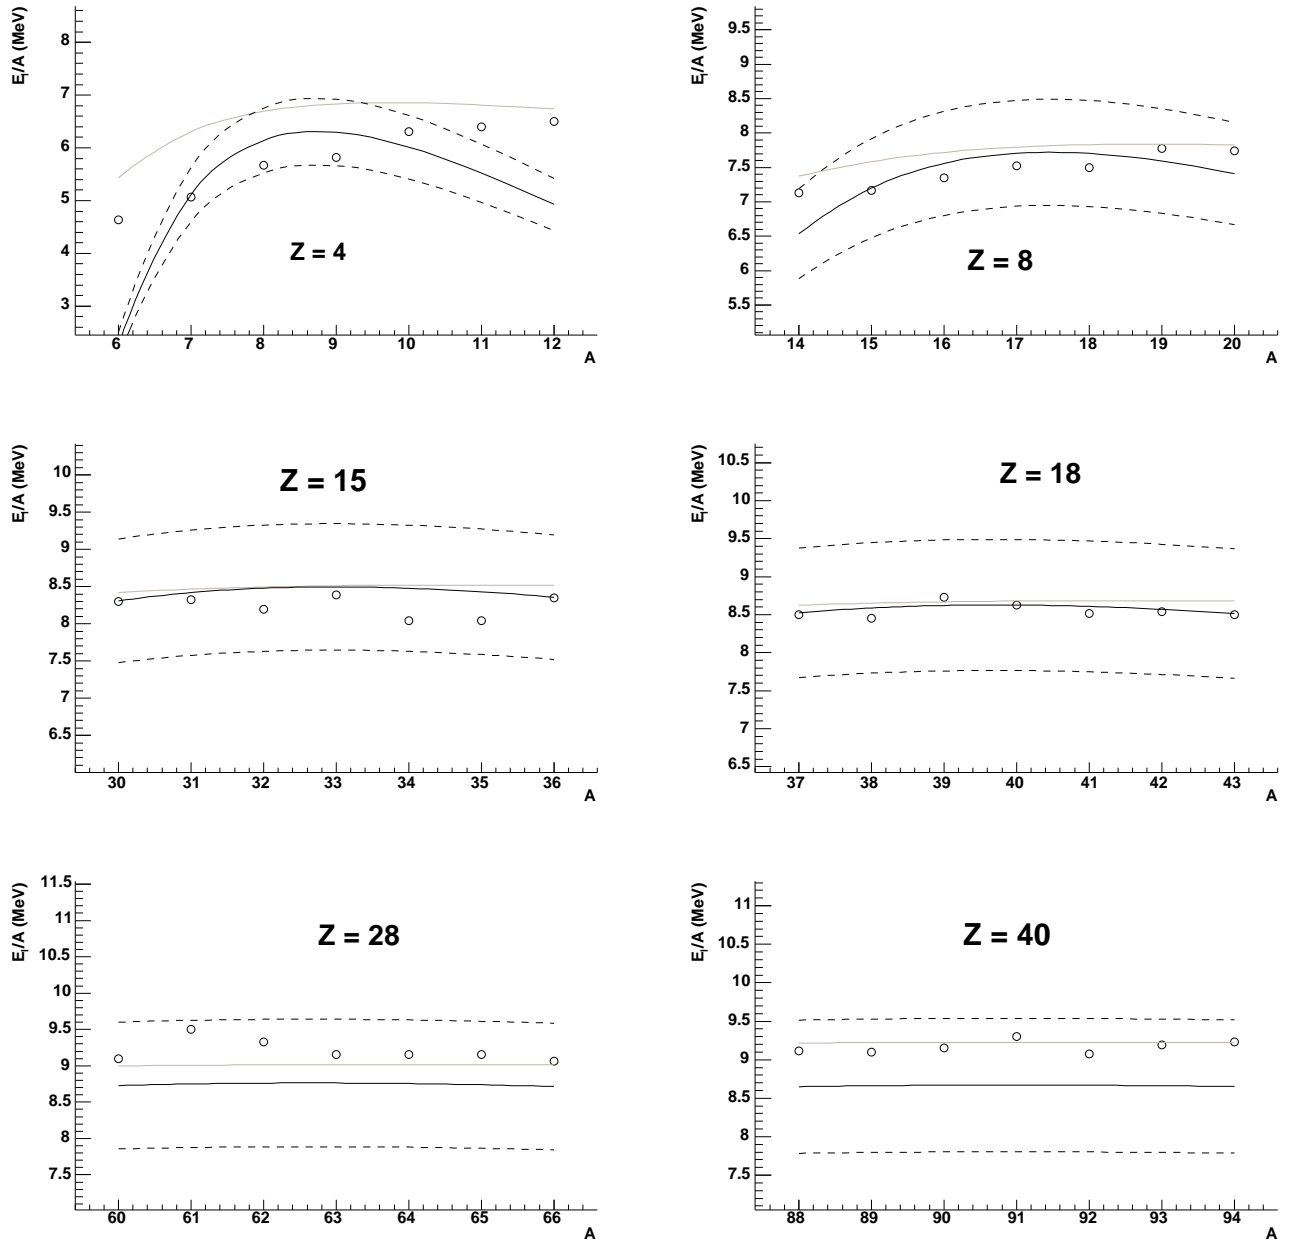 E_l/A (MeV)
8
7
6
5
4
3
Z = 4
6 7 8 9 10 11 12
A
E_l/A (MeV)
9.5
9
8.5
8
7.5
7
6.5
6
5.5
Z = 8
14 15 16 17 18 19 20
A
E_l/A (MeV)
10
9.5
9
8.5
8
7.5
7
6.5
Z = 15
30 31 32 33 34 35 36
A
E_l/A (MeV)
10.5
10
9.5
9
8.5
8
7.5
7
6.5
Z = 18
37 38 39 40 41 42 43
A
E_l/A (MeV)
11.5
11
10.5
10
9.5
9
8.5
8
7.5
Z = 28
60 61 62 63 64 65 66
A
E_l/A (MeV)
11
10.5
10
9.5
9
8.5
8
7.5
Z = 40
88 89 90 91 92 93 94
A